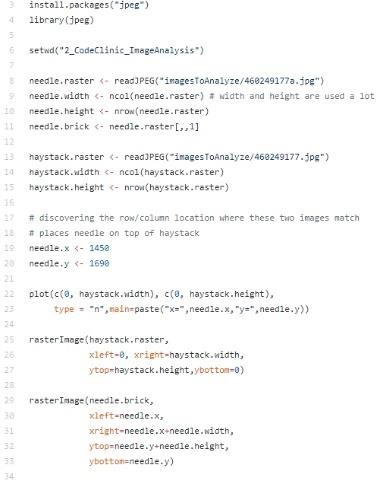 3 install.packages("jpeg")
4 library(jpeg)
5
6 setwd("2_CodeClinic_ImageAnalysis")
7
8 needle.raster <- readJPEG("imagesToAnalyze/460249177a.jpg")
9 needle.width <- ncol(needle.raster) # width and height are used a lot
10 needle.height <- nrow(needle.raster)
11 needle.brick <- needle.raster[,,1]
12
13 haystack.raster <- readJPEG("imagesToAnalyze/460249177.jpg")
14 haystack.width <- ncol(haystack.raster)
15 haystack.height <- nrow(haystack.raster)
16
17 # discovering the row/column location where these two images match
18 # places needle on top of haystack
19 needle.x <- 1450
20 needle.y <- 1690
21
22 plot(c(0, haystack.width), c(0, haystack.height),
23 type = "n",main=paste("x=",needle.x,"y=",needle.y))
24
25 rasterImage(haystack.raster,
26 xleft=0, xright=haystack.width,
27 ytop=haystack.height,ybottom=0)
28
29 rasterImage(needle.brick,
30 xleft=needle.x,
31 xright=needle.x+needle.width,
32 ytop=needle.y+needle.height,
33 ybottom=needle.y)
34